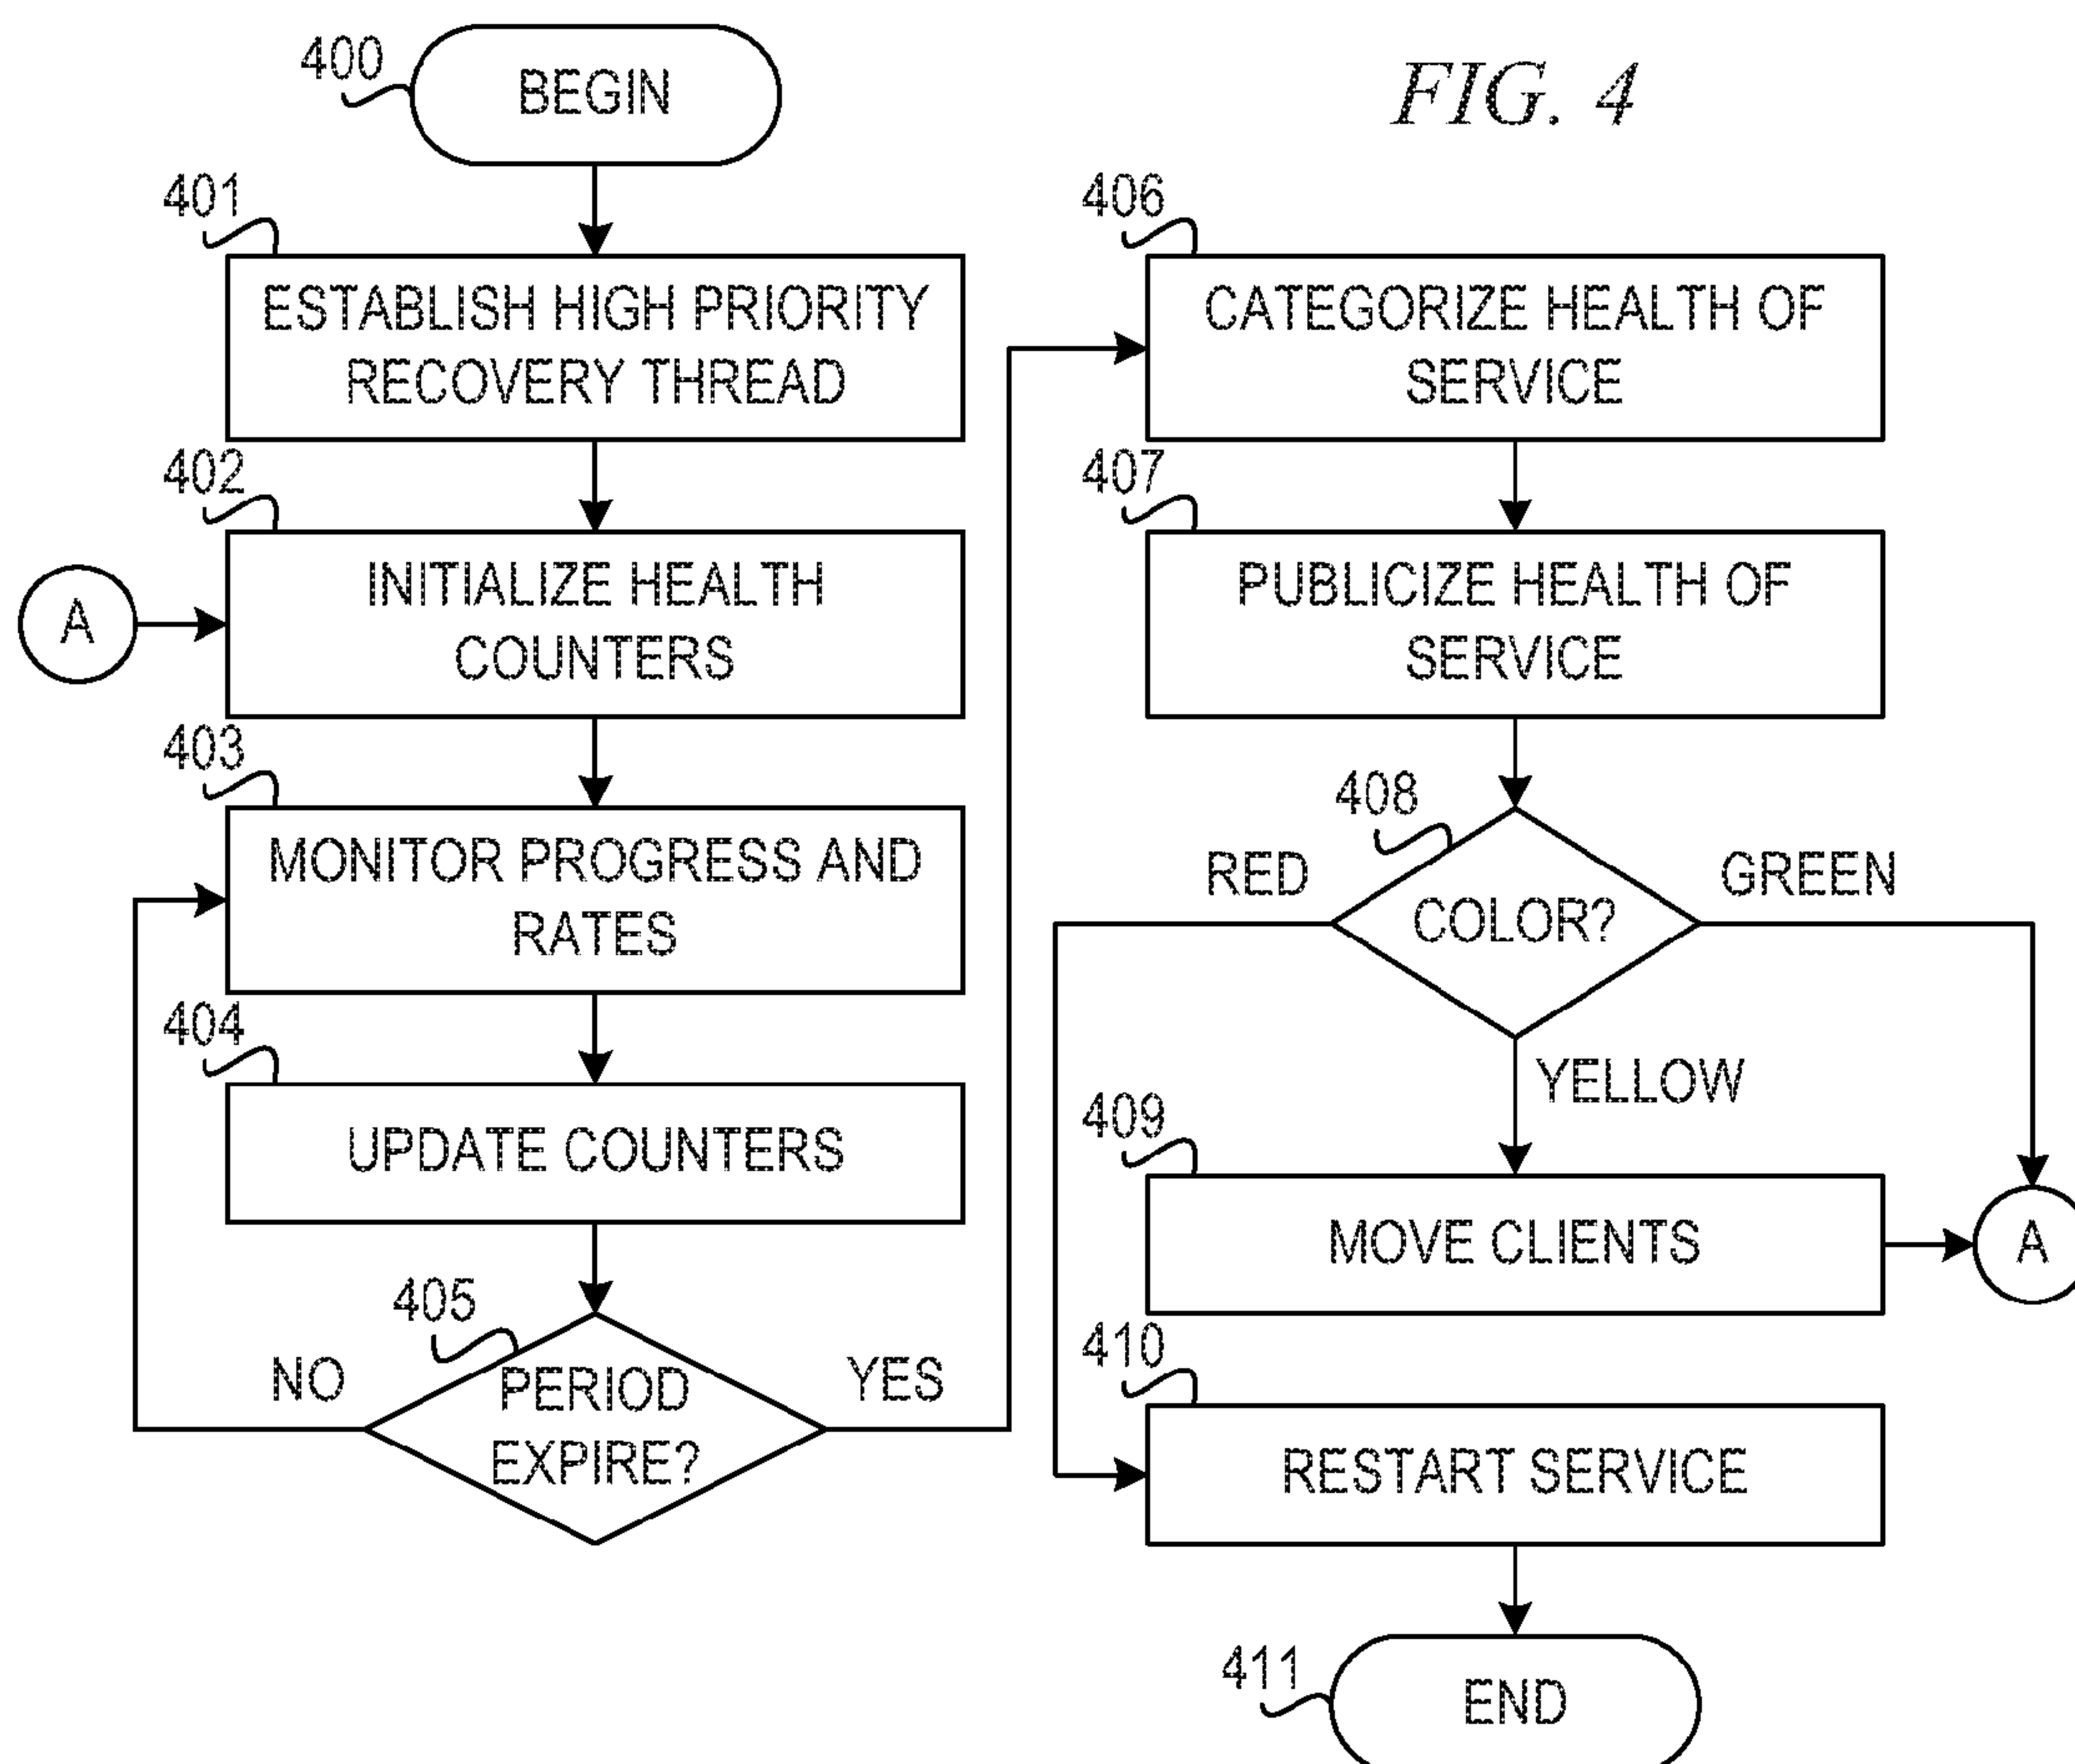 FIG. 4
400
BEGIN
401
ESTABLISH HIGH PRIORITY
RECOVERY THREAD
402
INITIALIZE HEALTH
COUNTERS
A
403
MONITOR PROGRESS AND
RATES
404
UPDATE COUNTERS
405
PERIOD
EXPIRE?
NO
YES
406
CATEGORIZE HEALTH OF
SERVICE
407
PUBLICIZE HEALTH OF
SERVICE
408
COLOR?
RED
GREEN
YELLOW
409
MOVE CLIENTS
A
410
RESTART SERVICE
411
END